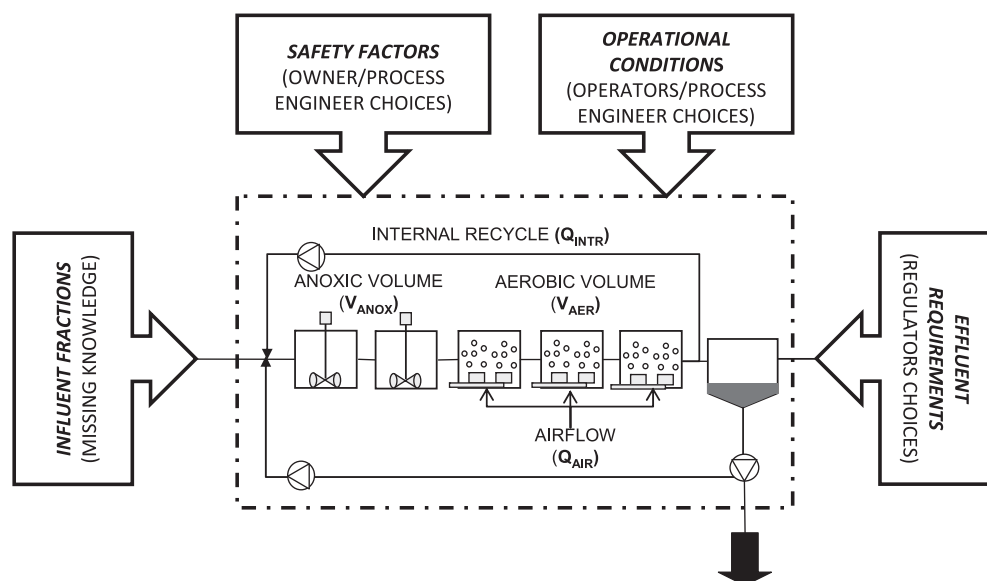 SAFETY FACTORS
(OWNER/PROCESS
ENGINEER CHOICES)
OPERATIONAL
CONDITIONS
(OPERATORS/PROCESS
ENGINEER CHOICES)
INFLUENT FRACTIONS
(MISSING KNOWLEDGE)
INTERNAL RECYCLE (QINTR)
ANOXIC VOLUME
(VANOX)
AEROBIC VOLUME
(VAER)
AIRFLOW
(QAIR)
EFFLUENT
REQUIREMENTS
(REGULATORS CHOICES)